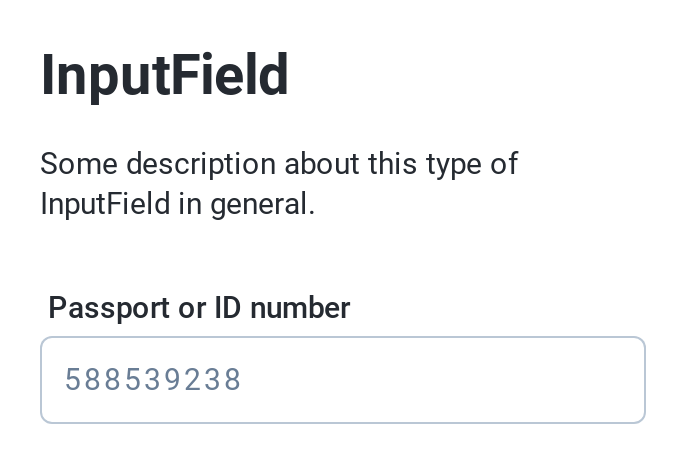 InputField
Some description about this type of
InputField in general.
Passport or ID number
588539238